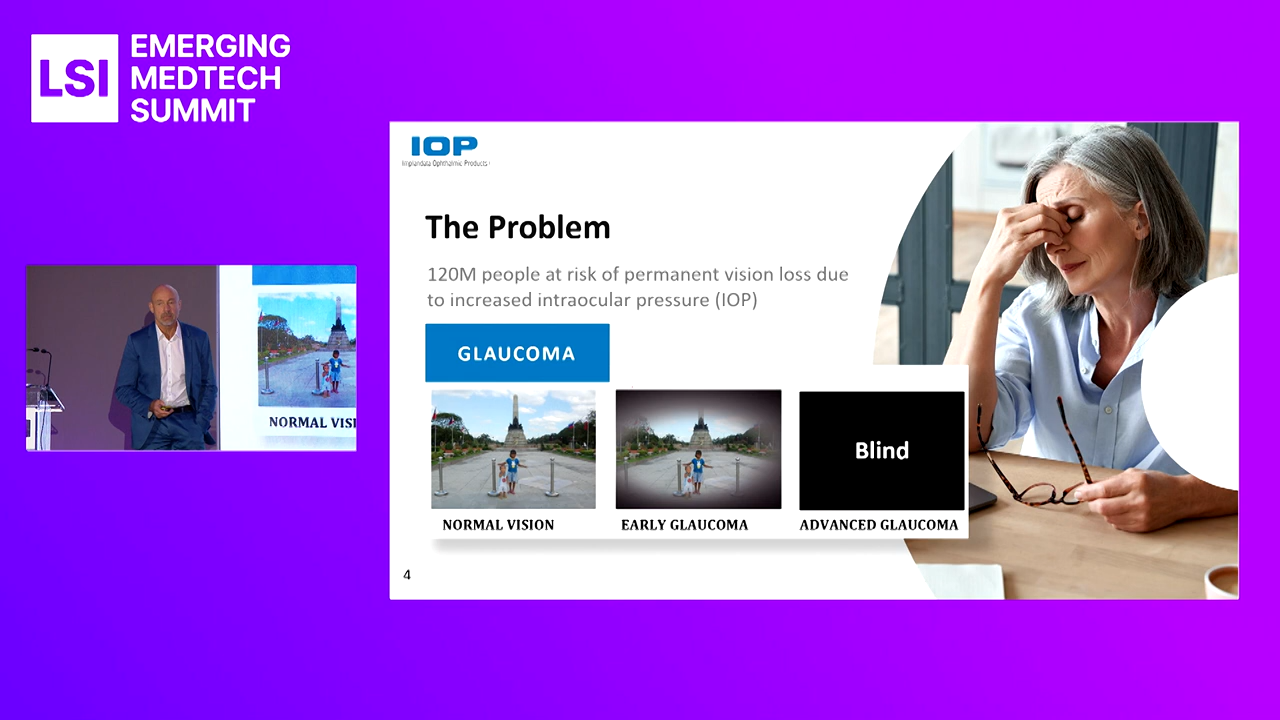 LSI
EMERGING
MEDTECH
SUMMIT
IOP
Implandata Ophthalmic Products
The Problem
120M people at risk of permanent vision loss due
to increased intraocular pressure (IOP)
GLAUCOMA
Blind
NORMAL VISION
EARLY GLAUCOMA
ADVANCED GLAUCOMA
4
NORMAL VIS